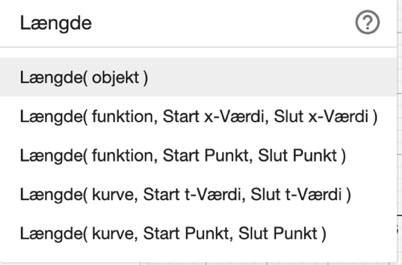 Længde
Længde( objekt )
Længde( funktion, Start x-Værdi, Slut x-Værdi )
Længde( funktion, Start Punkt, Slut Punkt )
Længde( kurve, Start t-Værdi, Slut t-Værdi )
Længde( kurve, Start Punkt, Slut Punkt )